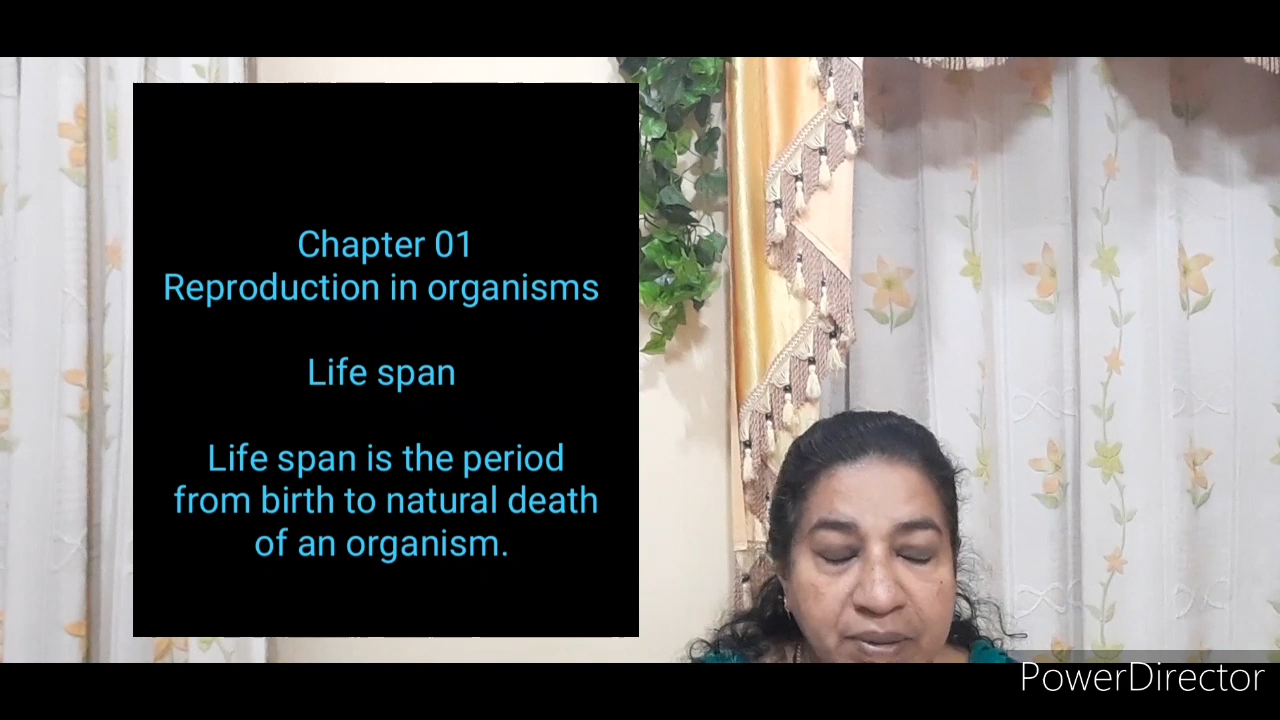 Chapter 01
Reproduction in organisms
Life span
Life span is the period
from birth to natural death
of an organism.
PowerDirector